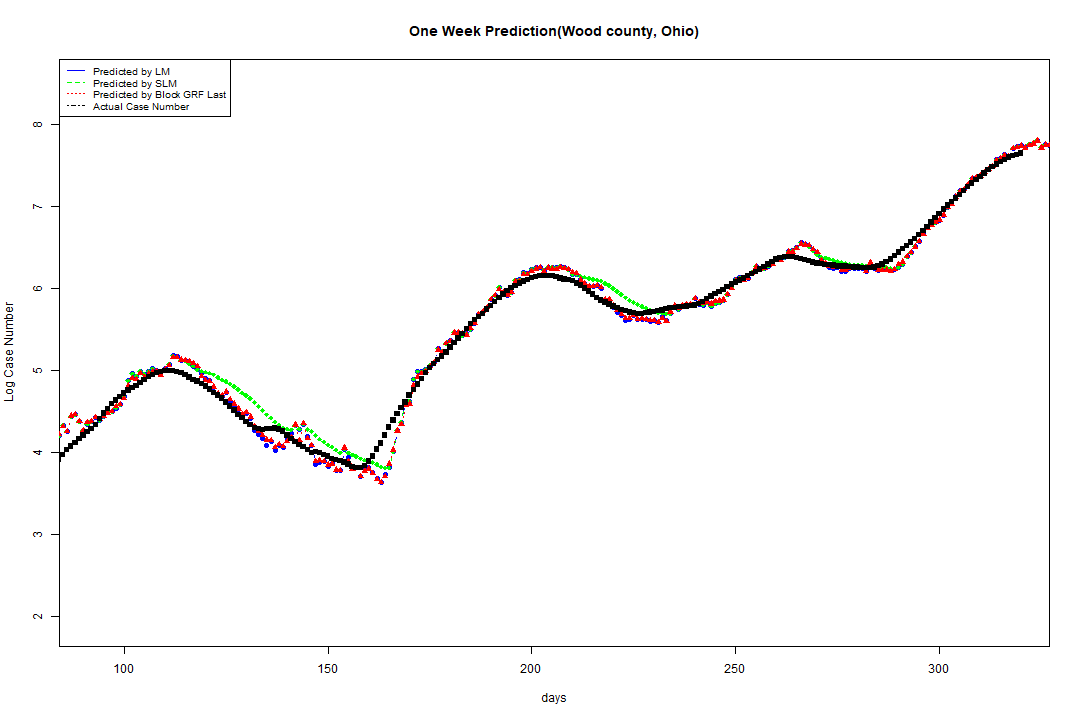 One Week Prediction(Wood county, Ohio)
Predicted by LM
Predicted by SLM
Predicted by Block GRF Last
Actual Case Number
8
7
6
5
4
3
2
Log Case Number
100 150 200 250 300
days